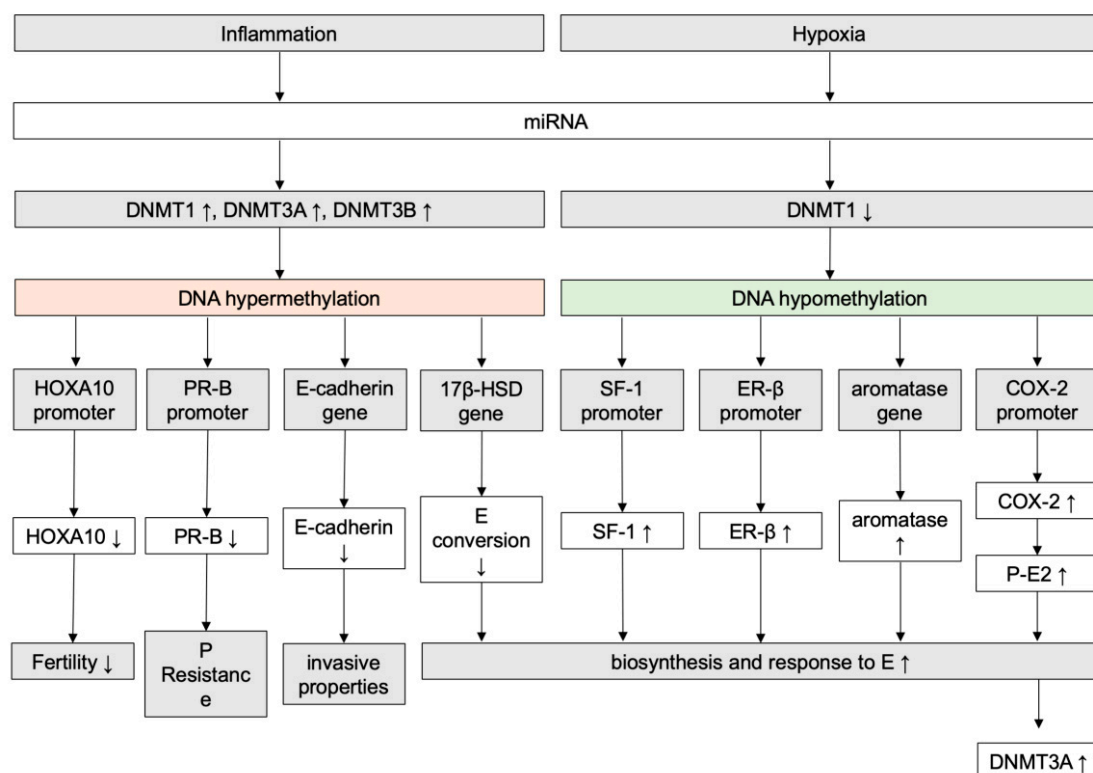 Inflammation
Hypoxia
miRNA
DNMT1 ↑, DNMT3A ↑, DNMT3B ↑
DNMT1 ↓
DNA hypermethylation
DNA hypomethylation
HOXA10
promoter
PR-B
promoter
E-cadherin
gene
17β-HSD
gene
SF-1
promoter
ER-β
promoter
aromatase
gene
COX-2
promoter
HOXA10 ↓
PR-B ↓
E-cadherin
↓
E
conversion
↓
SF-1 ↑
ER-β ↑
aromatase
↑
COX-2 ↑
P-E2 ↑
Fertility ↓
P
Resistanc
e
invasive
properties
biosynthesis and response to E ↑
DNMT3A ↑